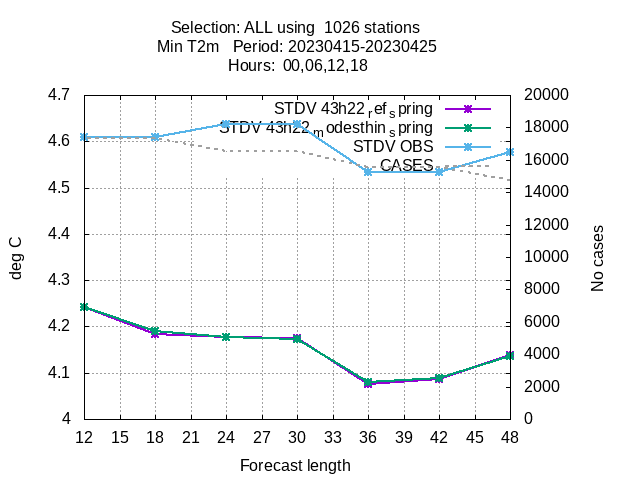 Selection: ALL using  1026 stations
Min T2m   Period: 20230415-20230425
Hours:  00,06,12,18
STDV 43h22 refspring
STDV 43h22modesthinspring
STDV OBS
CASES
4.7
4.6
4.5
4.4
4.3
4.2
4.1
4
deg C
20000
18000
16000
14000
12000
10000
8000
6000
4000
2000
0
No cases
12 15 18 21 24 27 30 33 36 39 42 45 48
Forecast length